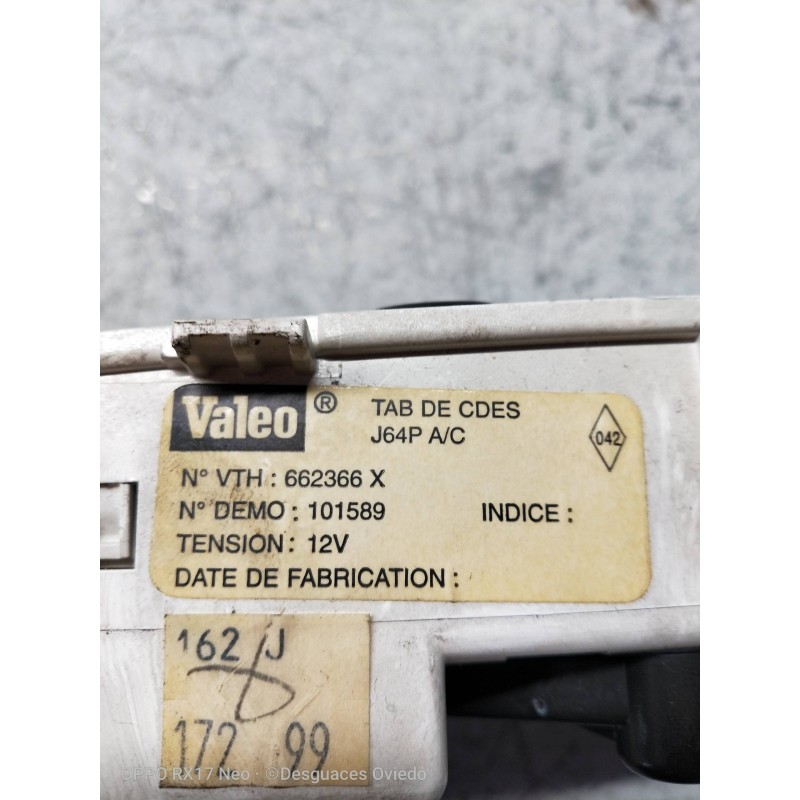 Valeo ®
TAB DE CDES
J64P A/C
042
N° VTH : 662366 X
N° DEMO : 101589 INDICE :
TENSION : 12V
DATE DE FABRICATION :
162 J
172 99
OPPO RX17 Neo · ©Desguaces Oviedo